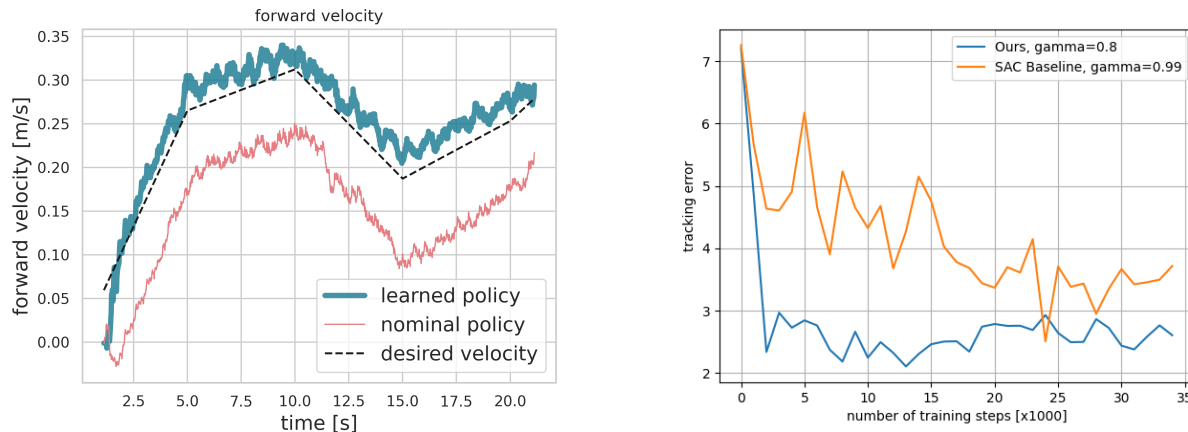 forward velocity
forward velocity [m/s]
0.35
0.30
0.25
0.20
0.15
0.10
0.05
0.00
learned policy
nominal policy
desired velocity
2.5 5.0 7.5 10.0 12.5 15.0 17.5 20.0
time [s]
tracking error
7
6
5
4
3
2
Ours, gamma=0.8
SAC Baseline, gamma=0.99
0 5 10 15 20 25 30 35
number of training steps [x1000]